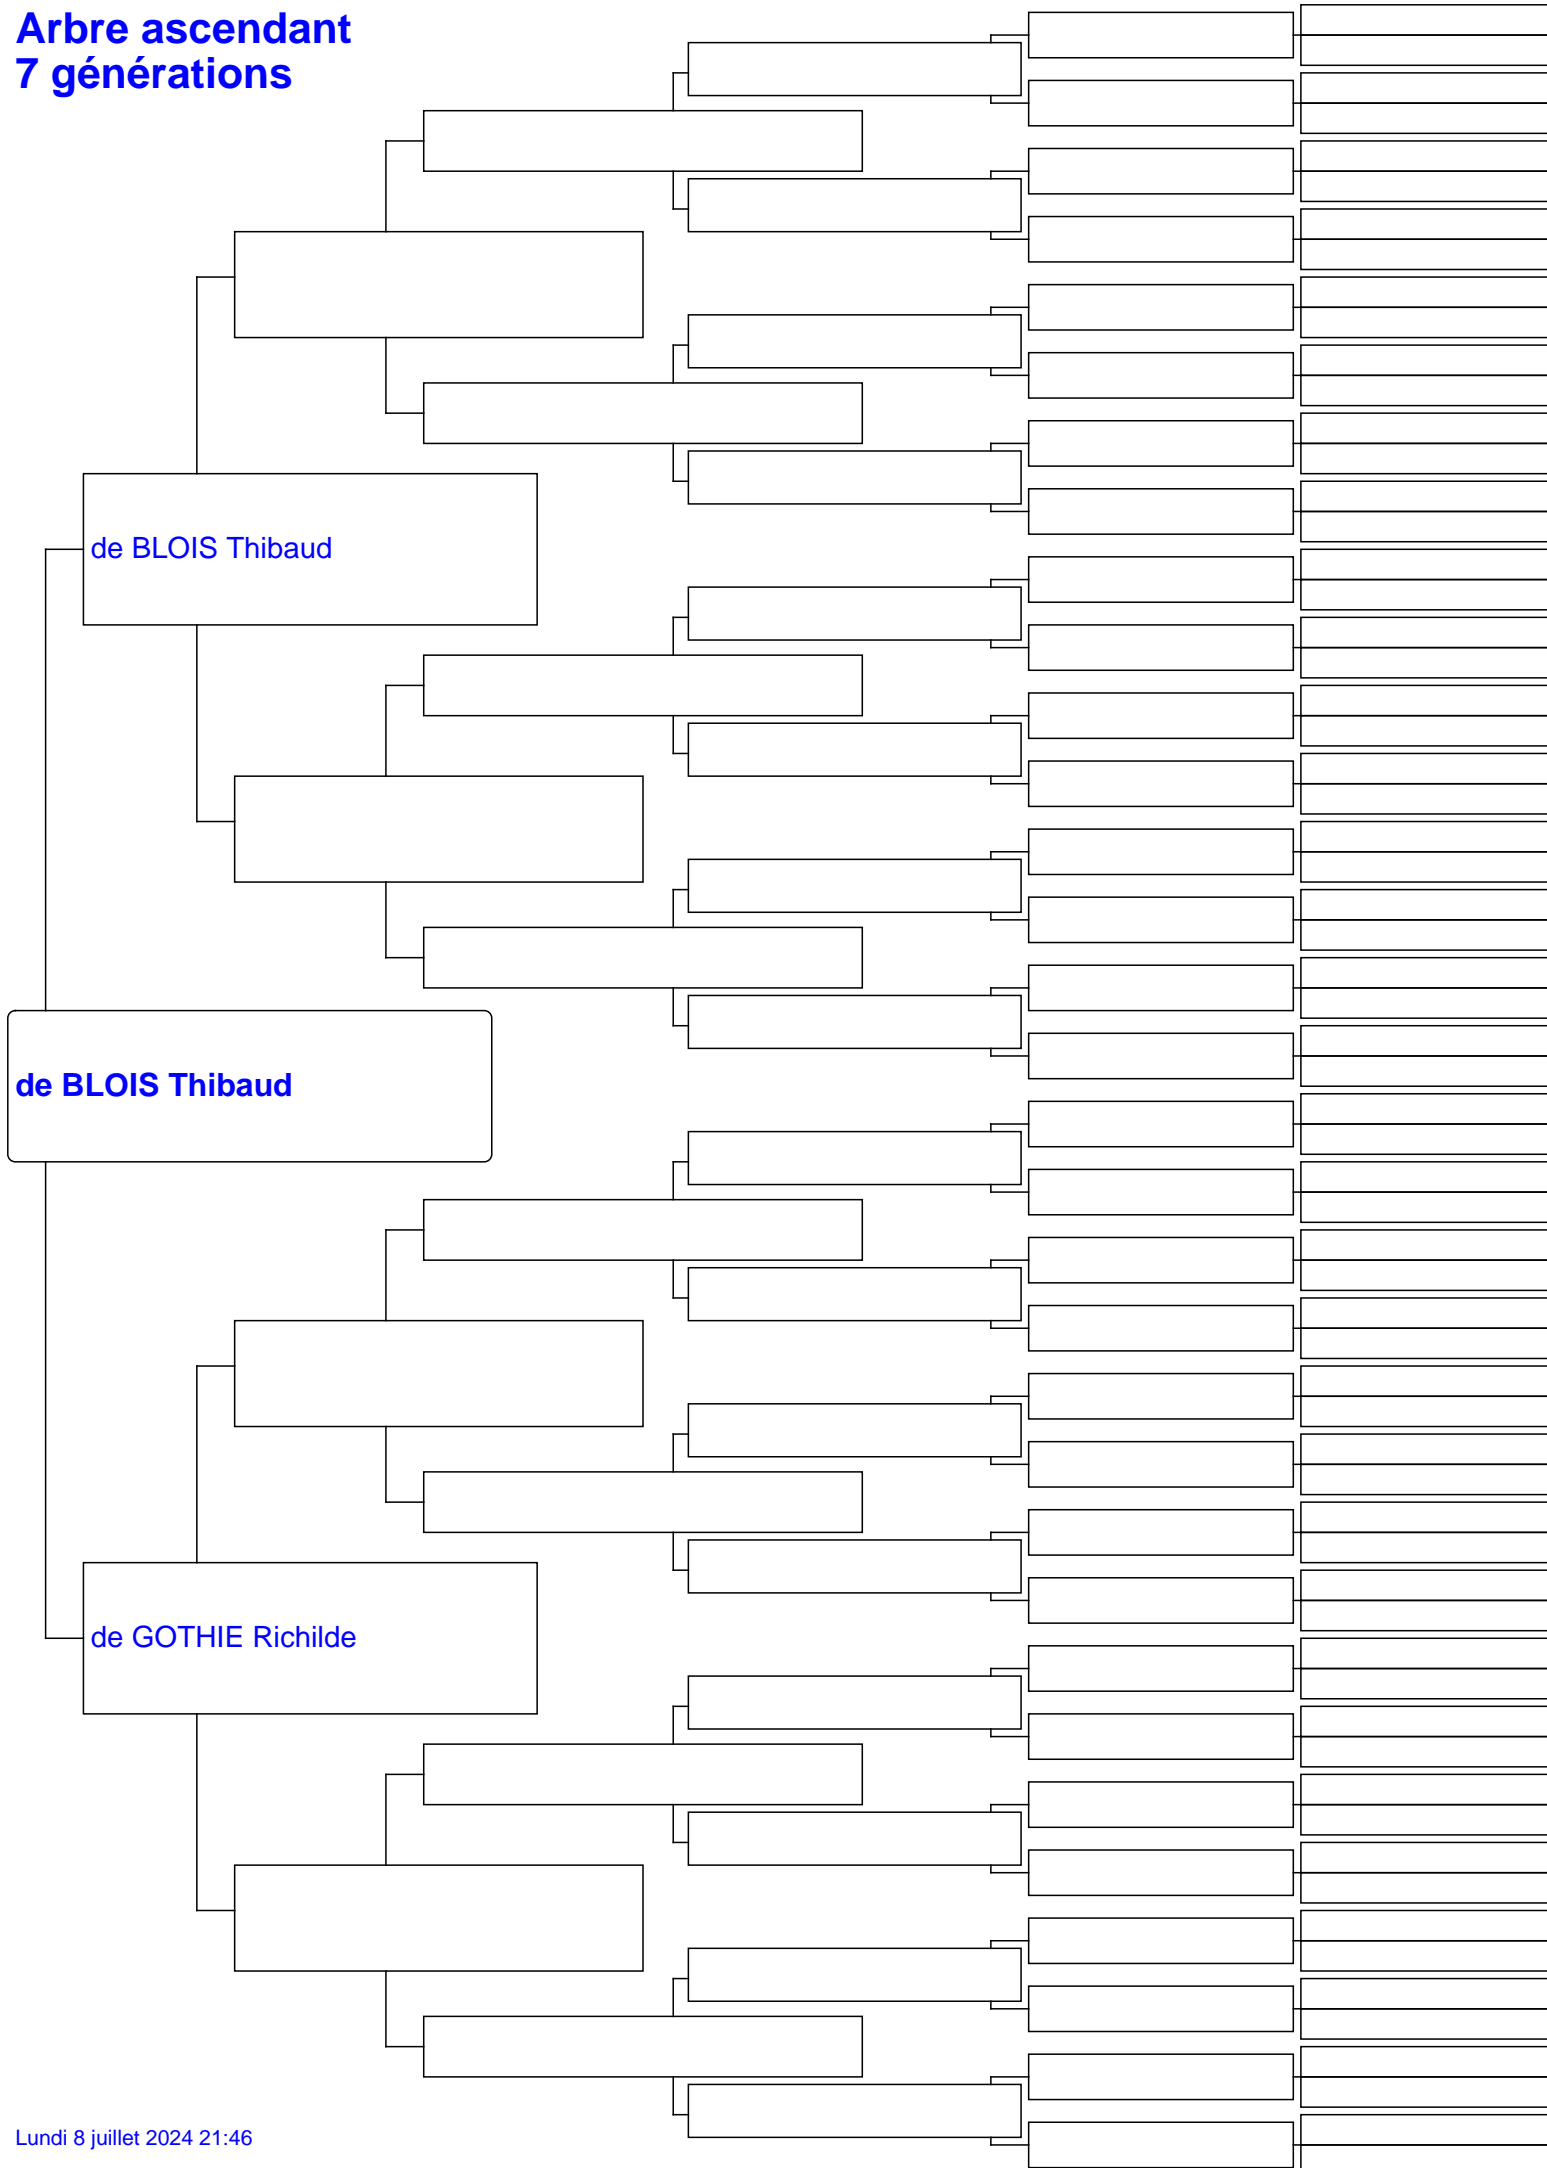 Arbre ascendant
7 générations
de BLOIS Thibaud
de BLOIS Thibaud
de GOTHIE Richilde
Lundi 8 juillet 2024 21:46